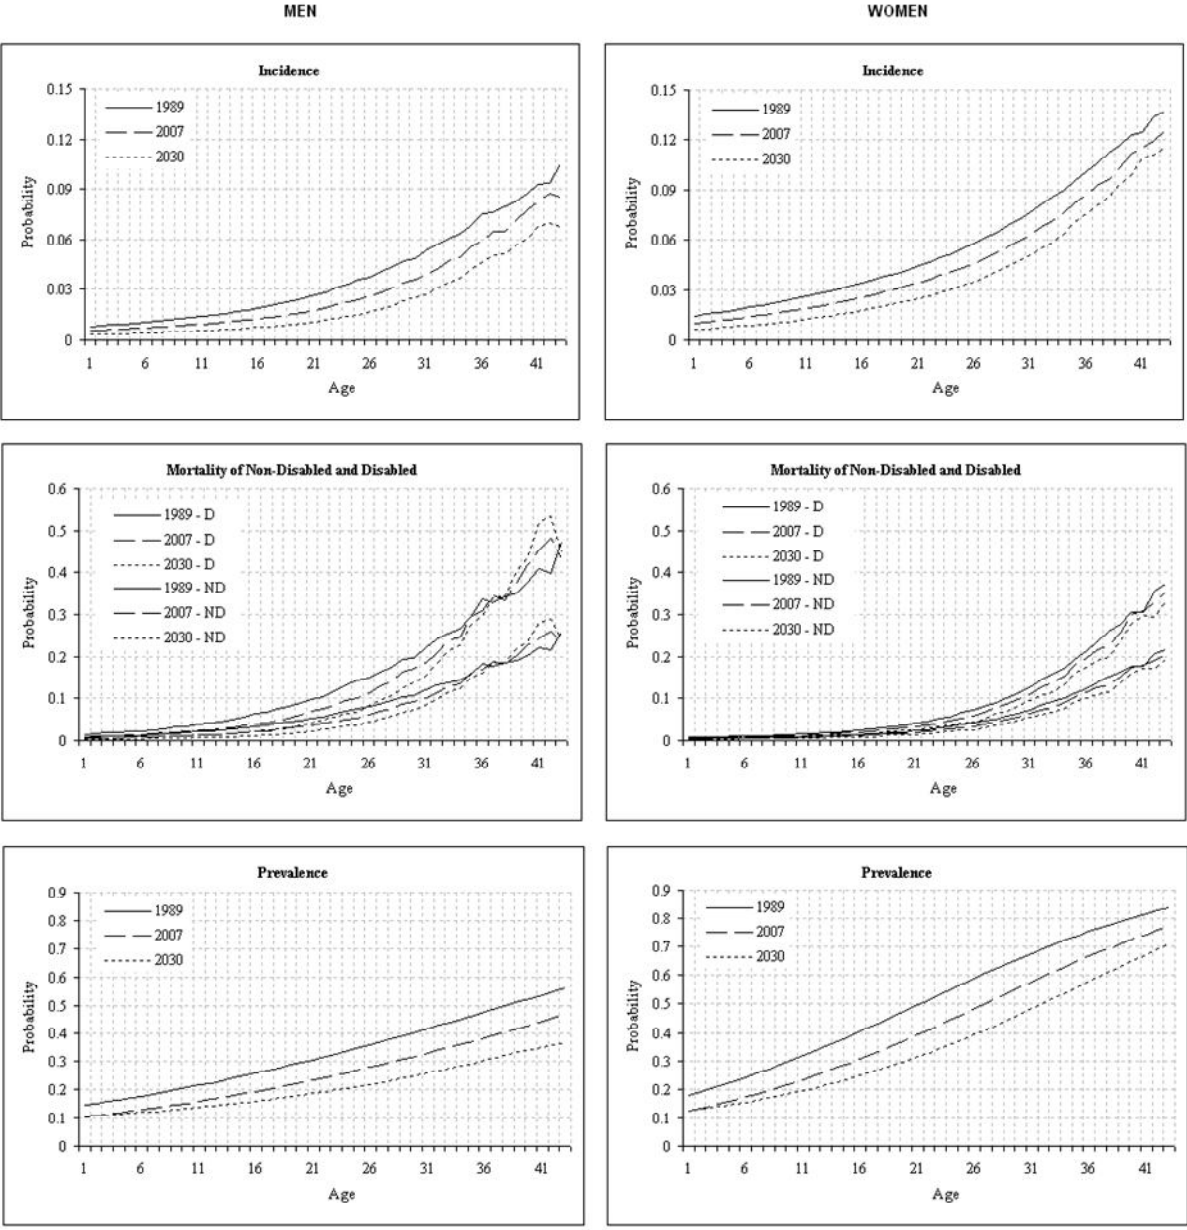 MEN
WOMEN
Incidence
0.15
0.12
0.09
0.06
0.03
0
Probability
1989
2007
2030
1 6 11 16 21 26 31 36 41
Age
Incidence
0.15
0.12
0.09
0.06
0.03
0
Probability
1989
2007
2030
1 6 11 16 21 26 31 36 41
Age
Mortality of Non-Disabled and Disabled
0.6
0.5
0.4
0.3
0.2
0.1
0
Probability
1989 - D
2007 - D
2030 - D
1989 - ND
2007 - ND
2030 - ND
1 6 11 16 21 26 31 36 41
Age
Mortality of Non-Disabled and Disabled
0.6
0.5
0.4
0.3
0.2
0.1
0
Probability
1989 - D
2007 - D
2030 - D
1989 - ND
2007 - ND
2030 - ND
1 6 11 16 21 26 31 36 41
Age
Prevalence
0.9
0.8
0.7
0.6
0.5
0.4
0.3
0.2
0.1
0
Probability
1989
2007
2030
1 6 11 16 21 26 31 36 41
Age
Prevalence
0.9
0.8
0.7
0.6
0.5
0.4
0.3
0.2
0.1
0
Probability
1989
2007
2030
1 6 11 16 21 26 31 36 41
Age